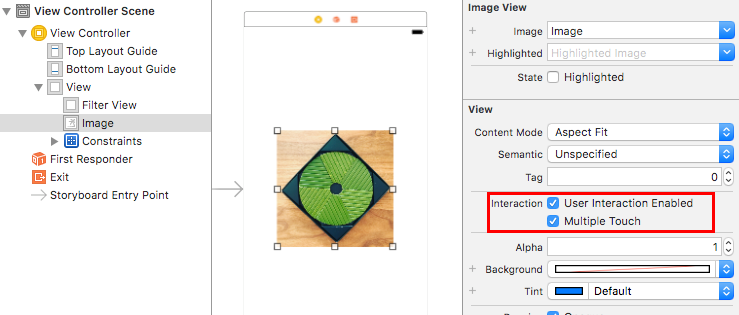 View Controller Scene
View Controller
Top Layout Guide
Bottom Layout Guide
View
Filter View
Image
Constraints
First Responder
Exit
Storyboard Entry Point
Image View
Image Image
Highlighted Highlighted Image
State Highlighted
View
Content Mode Aspect Fit
Semantic Unspecified
Tag 0
Interaction User Interaction Enabled
Multiple Touch
Alpha 1
Background
Tint Default